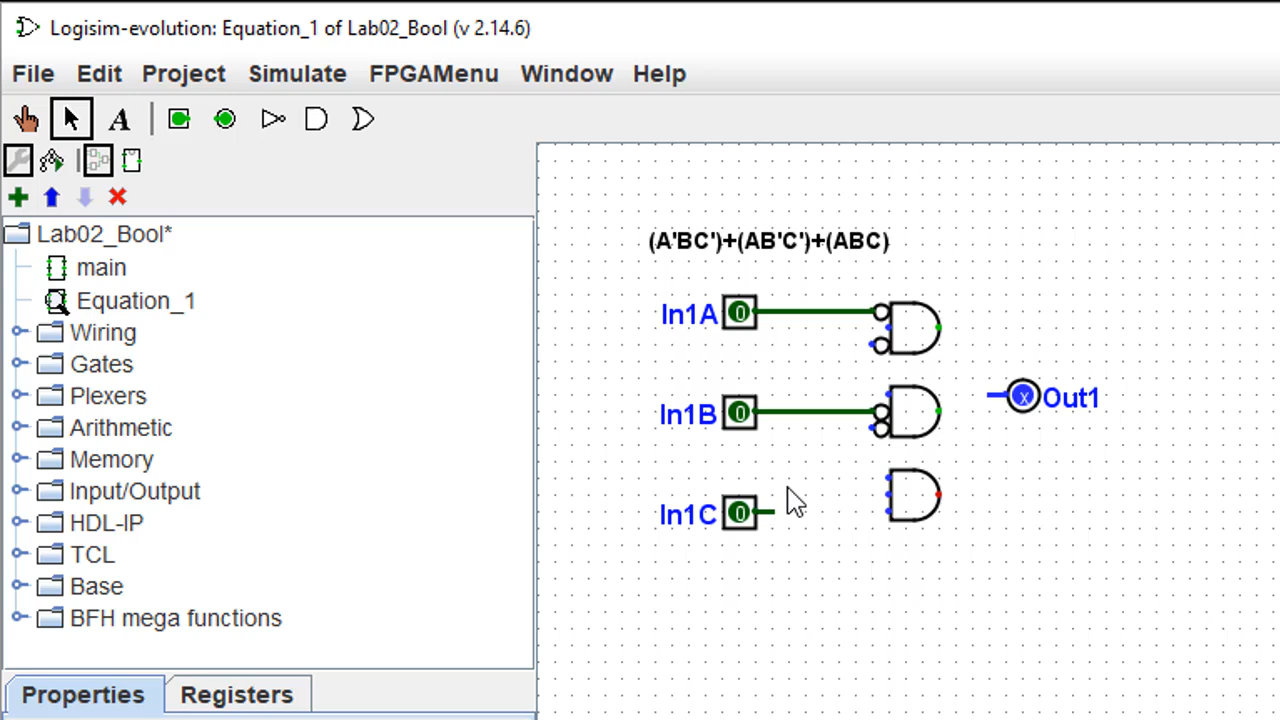 Logisim-evolution: Equation_1 of Lab02_Bool (v 2.14.6)
File Edit Project Simulate FPGAMenu Window Help
A
Lab02_Bool*
main
Equation_1
Wiring
Gates
Plexers
Arithmetic
Memory
Input/Output
HDL-IP
TCL
Base
BFH mega functions
Properties Registers
(A'BC')+(AB'C')+(ABC)
In1A 0
In1B 0
In1C 0
x Out1